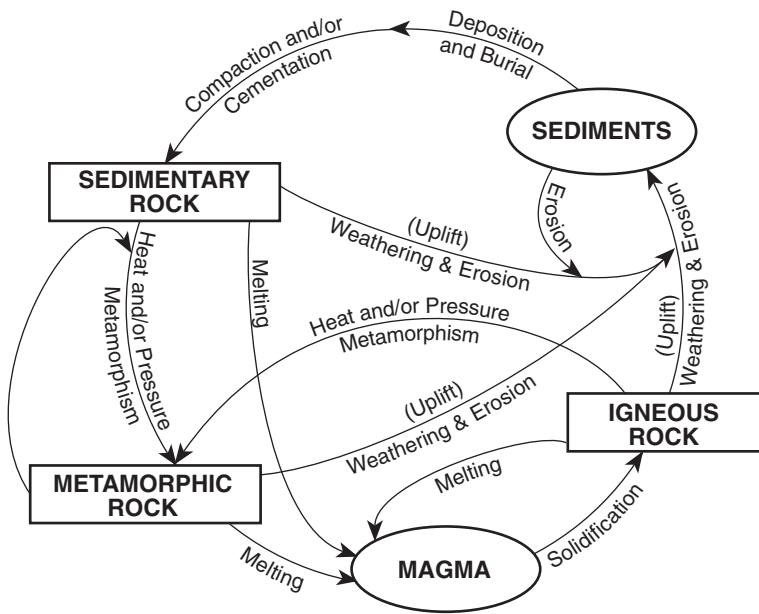 Deposition
and Burial
Compaction and/or
Cementation
SEDIMENTS
SEDIMENTARY
ROCK
Erosion
(Uplift)
Weathering & Erosion
Weathering & Erosion
(Uplift)
Heat and/or Pressure
Metamorphism
Melting
Heat and/or Pressure
Metamorphism
(Uplift)
Weathering & Erosion
IGNEOUS
ROCK
METAMORPHIC
ROCK
Melting
Solidification
Melting
MAGMA